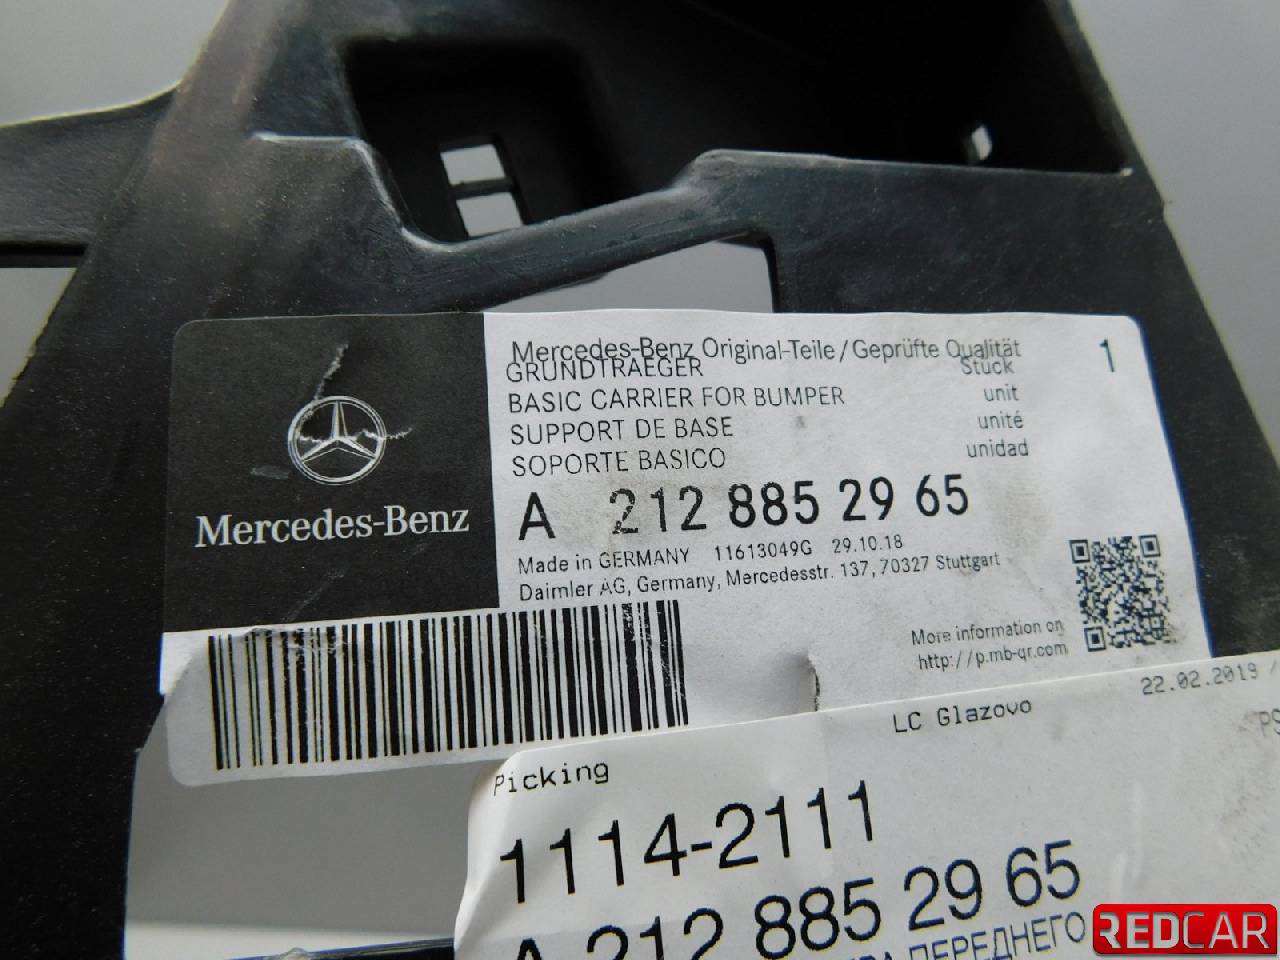 Mercedes-Benz Original-Teile/Geprüfte Qualität
GRUNDTRAEGER Stück 1
BASIC CARRIER FOR BUMPER unit
SUPPORT DE BASE unité
SOPORTE BASICO unidad
A 212 885 29 65
Made in GERMANY 11613049G 29.10.18
Daimler AG, Germany, Mercedesstr. 137, 70327 Stuttgart
Mercedes-Benz
More information on
http://p.mb-qr.com
22.02.2019 /
LC Glazovo
Picking
1114-2111
A 212 885 29 65
ПЕРЕДНЕГО
REDCAR